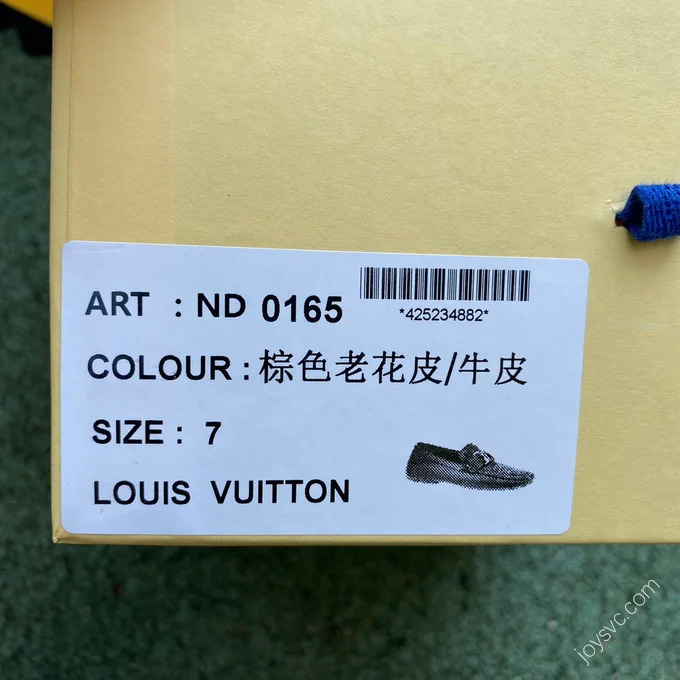 ART : ND 0165
*425234882*
COLOUR : 棕色老花皮/牛皮
SIZE : 7
LOUIS VUITTON
joysvc.com